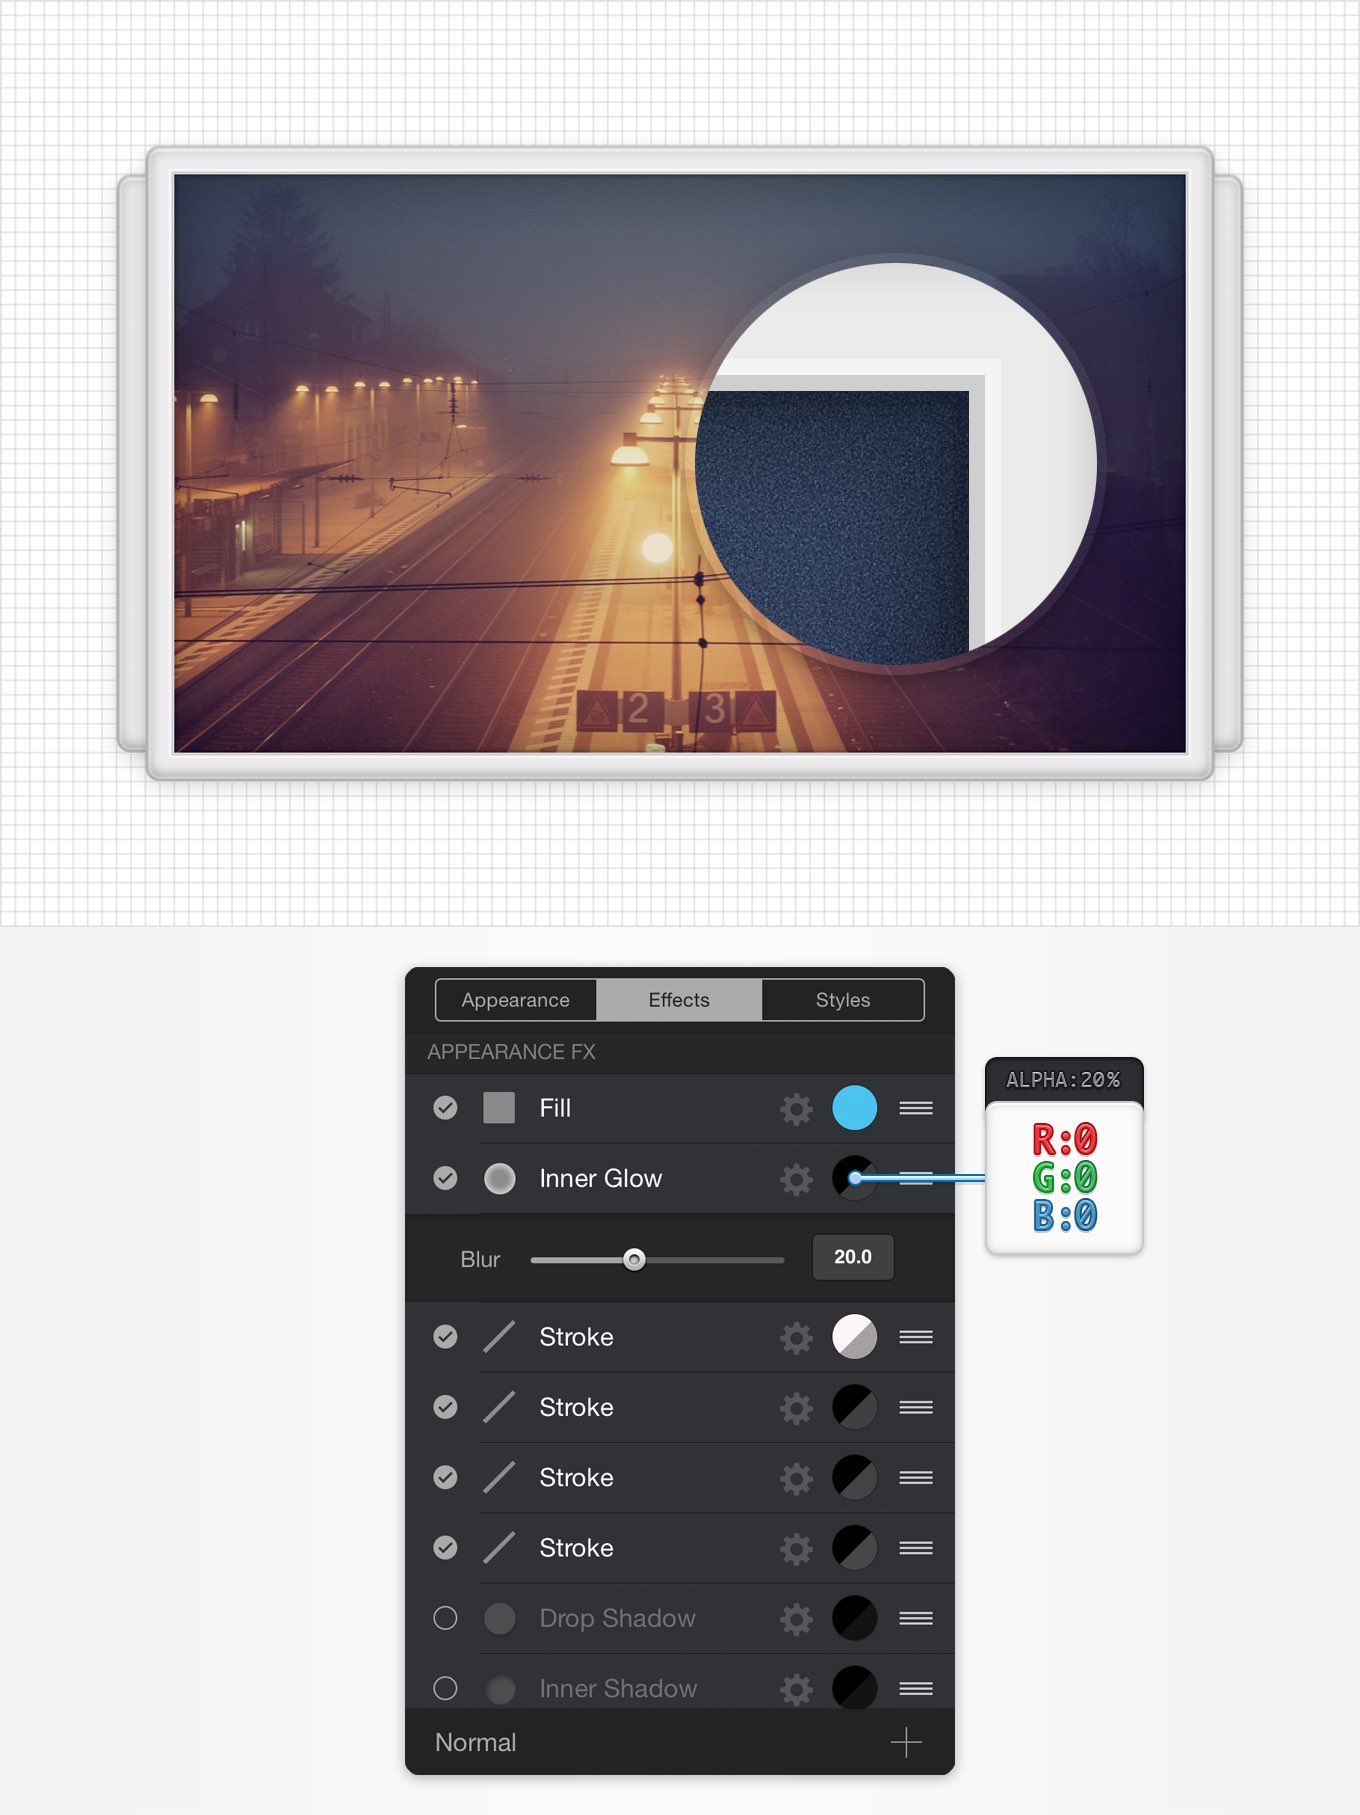 2 3
Appearance Effects Styles
APPEARANCE FX
Fill
Inner Glow
ALPHA:20%
R:0
G:0
B:0
Blur 20.0
Stroke
Stroke
Stroke
Stroke
Drop Shadow
Inner Shadow
Normal